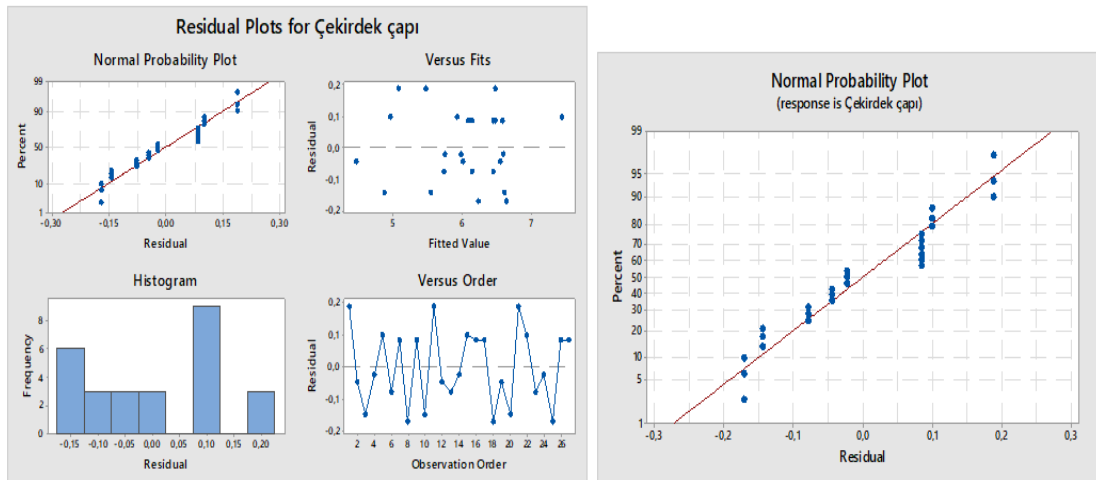 Residual Plots for Çekirdek çapı
Normal Probability Plot
99
90
50
10
1
Percent
-0,30 -0,15 0,00 0,15 0,30
Residual
Versus Fits
0,2
0,1
0,0
-0,1
-0,2
Residual
5 6 7
Fitted Value
Histogram
8
6
4
2
0
Frequency
-0,15 -0,10 -0,05 0,00 0,05 0,10 0,15 0,20
Residual
Versus Order
0,2
0,1
0,0
-0,1
-0,2
Residual
2 4 6 8 10 12 14 16 18 20 22 24 26
Observation Order
Normal Probability Plot
(response is Çekirdek çapı)
99
95
90
80
70
60
50
40
30
20
10
5
1
Percent
-0,3 -0,2 -0,1 0,0 0,1 0,2 0,3
Residual